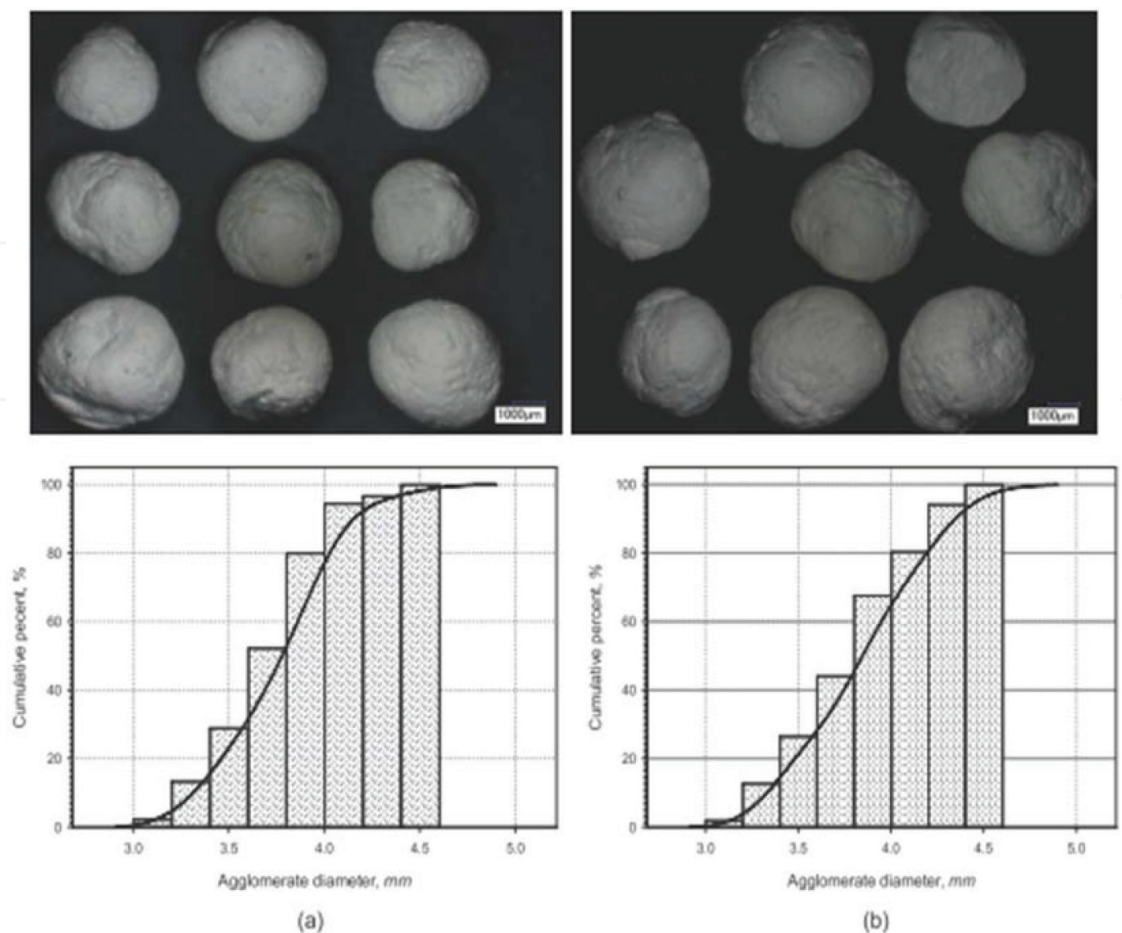 1000µm
1000µm
Cumulative pecent, %
100
80
60
40
20
0
3.0 3.5 4.0 4.5 5.0
Agglomerate diameter, mm
(a)
Cumulative percent, %
100
80
60
40
20
0
3.0 3.5 4.0 4.5 5.0
Agglomerate diameter, mm
(b)